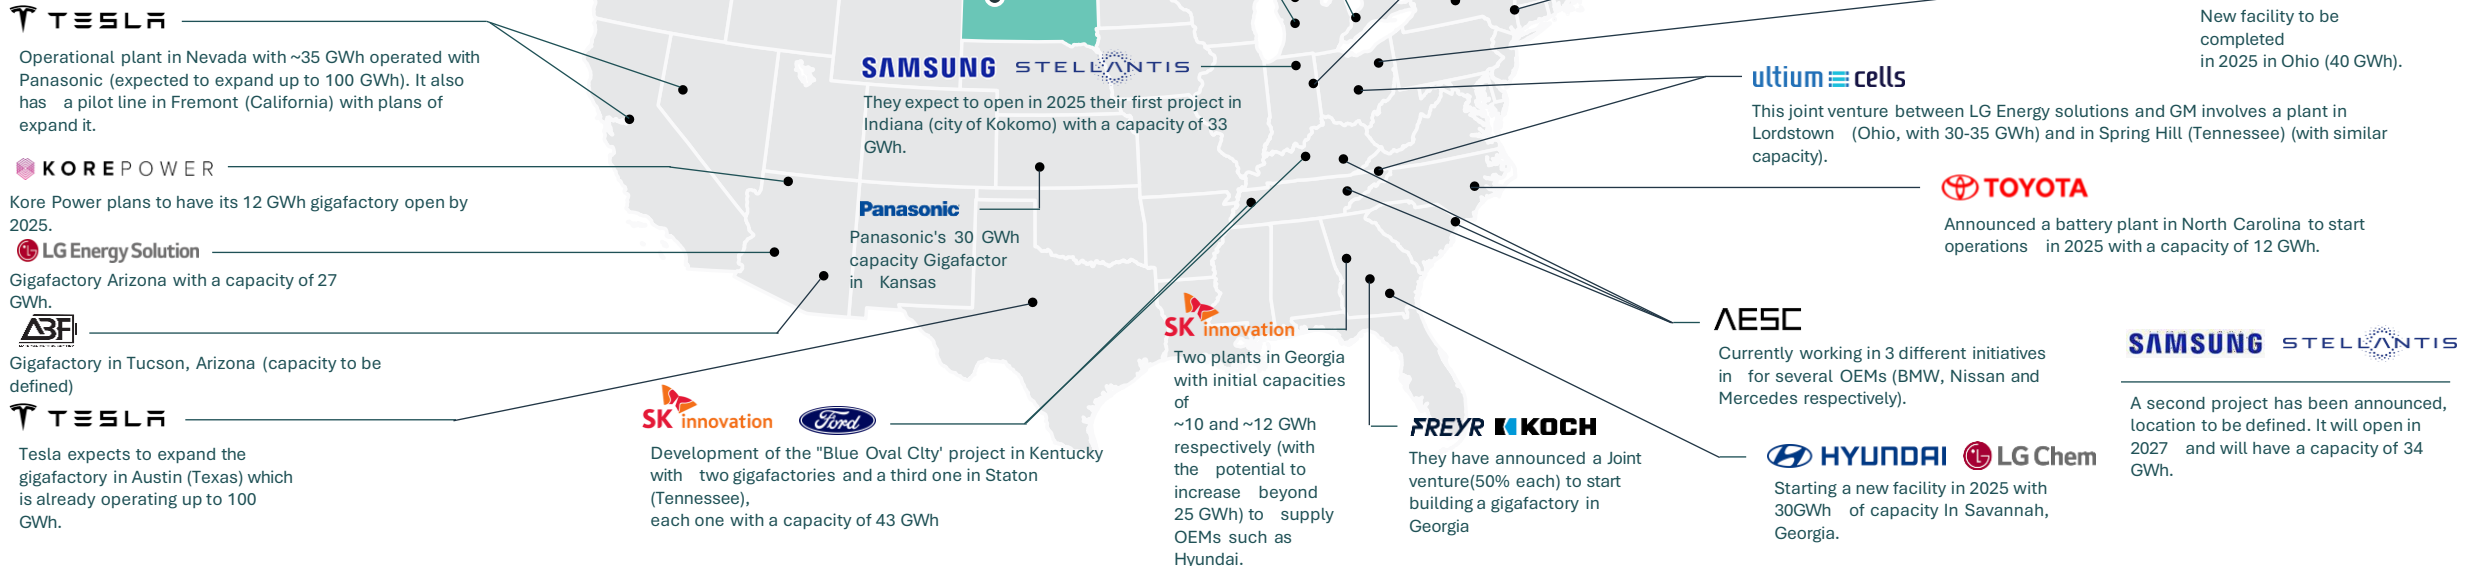 TESLA
Operational plant in Nevada with ~35 GWh operated with
Panasonic (expected to expand up to 100 GWh). It also
has a pilot line in Fremont (California) with plans of
expand it.
KOREPOWER
Kore Power plans to have its 12 GWh gigafactory open by
2025.
LG Energy Solution
Gigafactory Arizona with a capacity of 27
GWh.
ABF
Gigafactory in Tucson, Arizona (capacity to be
defined)
TESLA
Tesla expects to expand the
gigafactory in Austin (Texas) which
is already operating up to 100
GWh.
SAMSUNG STELLANTIS
They expect to open in 2025 their first project in
Indiana (city of Kokomo) with a capacity of 33
GWh.
Panasonic
Panasonic's 30 GWh
capacity Gigafactor
in Kansas
SK innovation Ford
Development of the "Blue Oval Clty' project in Kentucky
with two gigafactories and a third one in Staton
(Tennessee),
each one with a capacity of 43 GWh
SK innovation
Two plants in Georgia
with initial capacities
of
~10 and ~12 GWh
respectively (with
the potential to
increase beyond
25 GWh) to supply
OEMs such as
Hyundai.
FREYR KOCH
They have announced a Joint
venture(50% each) to start
building a gigafactory in
Georgia
New facility to be
completed
in 2025 in Ohio (40 GWh).
ultium cells
This joint venture between LG Energy solutions and GM involves a plant in
Lordstown (Ohio, with 30-35 GWh) and in Spring Hill (Tennessee) (with similar
capacity).
TOYOTA
Announced a battery plant in North Carolina to start
operations in 2025 with a capacity of 12 GWh.
AESC
Currently working in 3 different initiatives
in for several OEMs (BMW, Nissan and
Mercedes respectively).
HYUNDAI LG Chem
Starting a new facility in 2025 with
30GWh of capacity In Savannah,
Georgia.
SAMSUNG STELLANTIS
A second project has been announced,
location to be defined. It will open in
2027 and will have a capacity of 34
GWh.